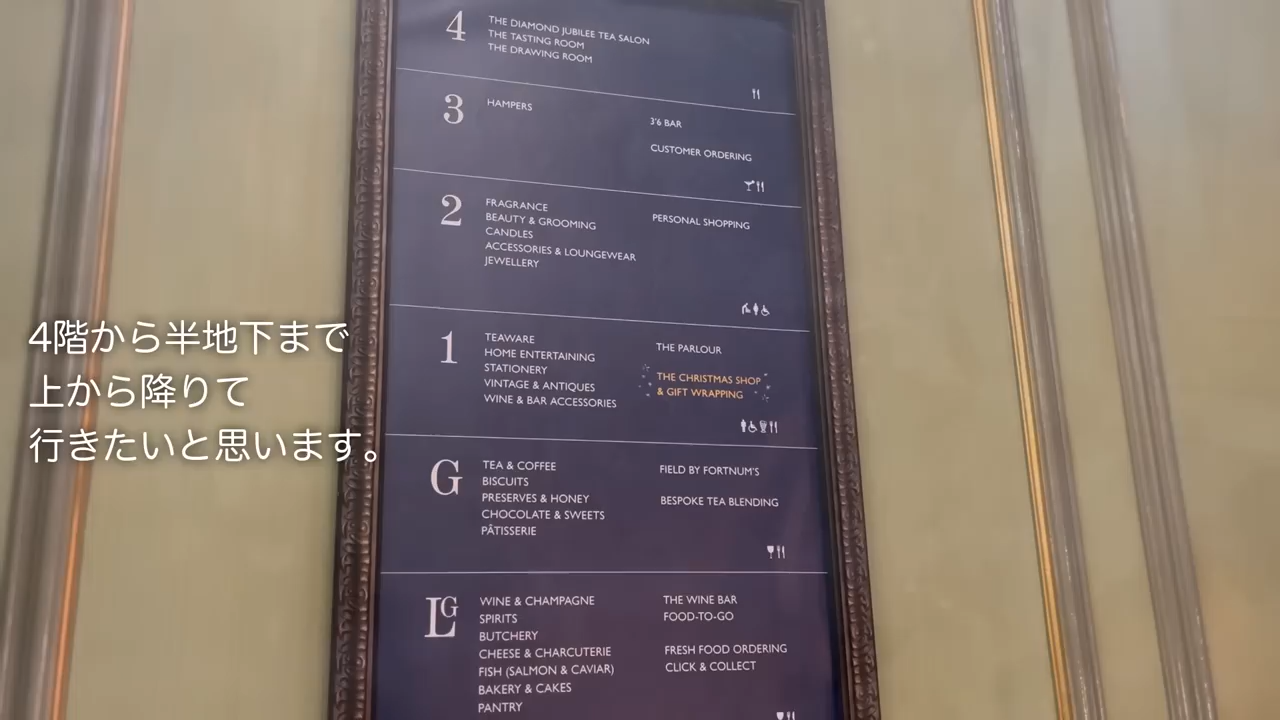 4
THE DIAMOND JUBILEE TEA SALON
THE TASTING ROOM
THE DRAWING ROOM
3
HAMPERS
3'6 BAR
CUSTOMER ORDERING
2
FRAGRANCE
BEAUTY & GROOMING
CANDLES
ACCESSORIES & LOUNGEWEAR
JEWELLERY
PERSONAL SHOPPING
1
TEAWARE
HOME ENTERTAINING
STATIONERY
VINTAGE & ANTIQUES
WINE & BAR ACCESSORIES
THE PARLOUR
THE CHRISTMAS SHOP
& GIFT WRAPPING
G
TEA & COFFEE
BISCUITS
PRESERVES & HONEY
CHOCOLATE & SWEETS
PÂTISSERIE
FIELD BY FORTNUM'S
BESPOKE TEA BLENDING
LG
WINE & CHAMPAGNE
SPIRITS
BUTCHERY
CHEESE & CHARCUTERIE
FISH (SALMON & CAVIAR)
BAKERY & CAKES
PANTRY
THE WINE BAR
FOOD-TO-GO
FRESH FOOD ORDERING
CLICK & COLLECT
4階から半地下まで
上から降りて
行きたいと思います。